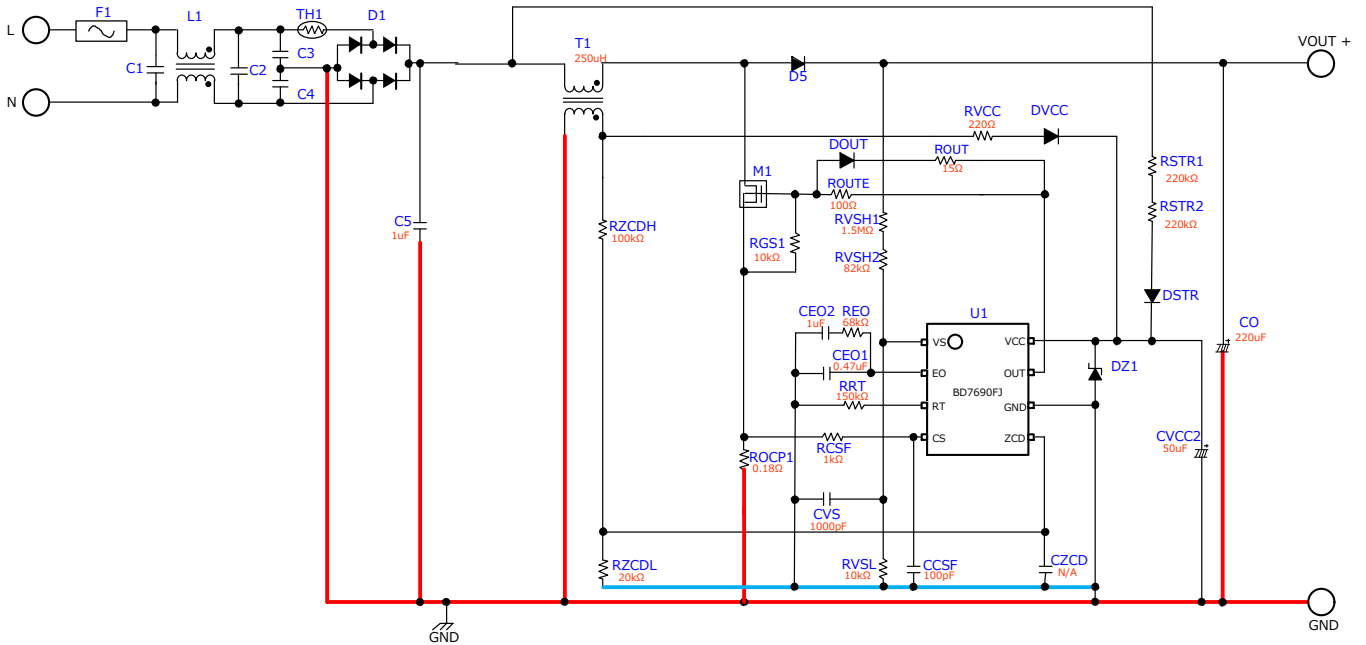 F1
L1
TH1
D1
L
C1
C2
C3
C4
N
T1
250uH
D5
VOUT +
RVCC
220Ω
DVCC
DOUT
ROUT
15Ω
M1
ROUTE
100Ω
RSTR1
220kΩ
RSTR2
220kΩ
C5
1uF
RZCDH
100kΩ
RGS1
10kΩ
RVSH1
1.5MΩ
RVSH2
82kΩ
DSTR
CEO2
1uF
REO
68kΩ
U1
CO
220uF
CEO1
0.47uF
VS
VCC
EO
OUT
DZ1
RRT
150kΩ
BD7690FJ
RT
GND
CS
ZCD
CVCC2
50uF
ROCP1
0.18Ω
RCSF
1kΩ
CVS
1000pF
RZCDL
20kΩ
RVSL
10kΩ
CCSF
100pF
CZCD
N/A
GND
GND